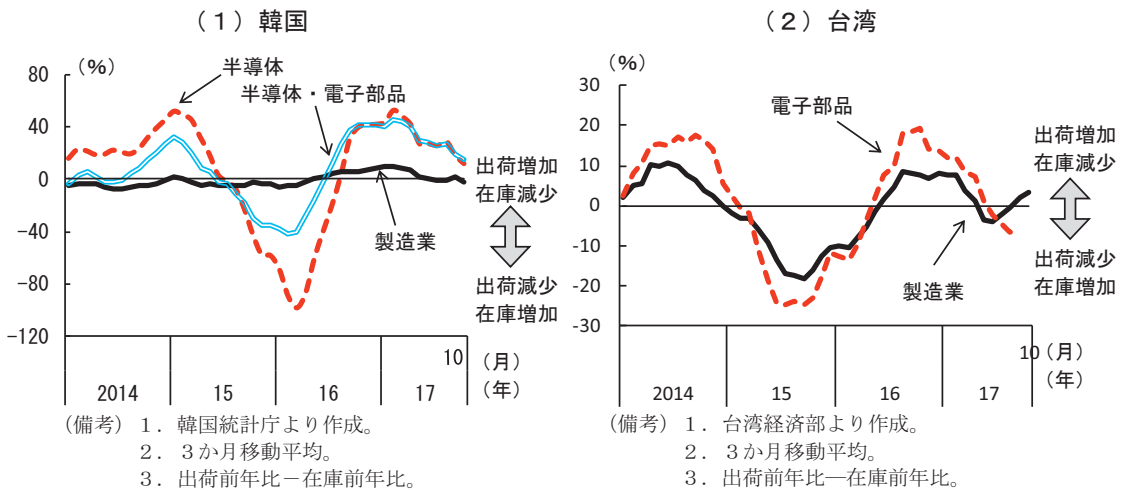 （１）韓国
（%）
80
40
0
-40
-80
-120
半導体
半導体・電子部品
製造業
出荷増加
在庫減少
出荷減少
在庫増加
10
（月）
2014
15
16
17
（年）
（備考）１．韓国統計庁より作成。
２．３か月移動平均。
３．出荷前年比－在庫前年比。
（２）台湾
（%）
30
20
10
0
-10
-20
-30
電子部品
製造業
出荷増加
在庫減少
出荷減少
在庫増加
10
（月）
2014
15
16
17
（年）
（備考）１．台湾経済部より作成。
２．３か月移動平均。
３．出荷前年比―在庫前年比。